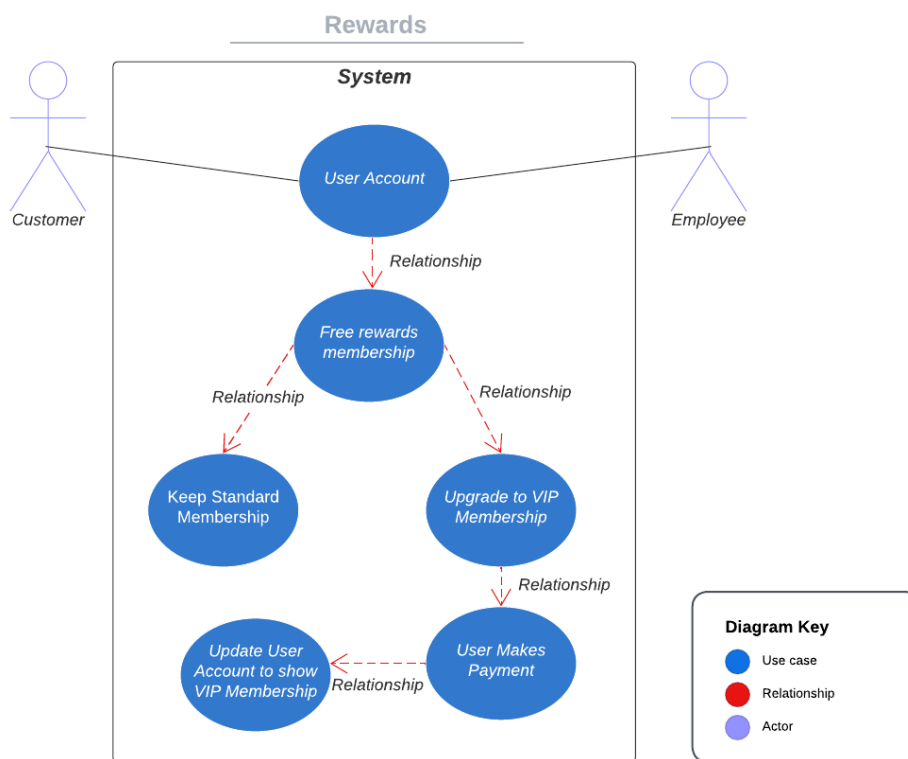 Rewards
System
Customer
Employee
User Account
Relationship
Free rewards
membership
Relationship
Relationship
Keep Standard
Membership
Upgrade to VIP
Membership
Relationship
Update User
Account to show
VIP Membership
Relationship
User Makes
Payment
Diagram Key
Use case
Relationship
Actor